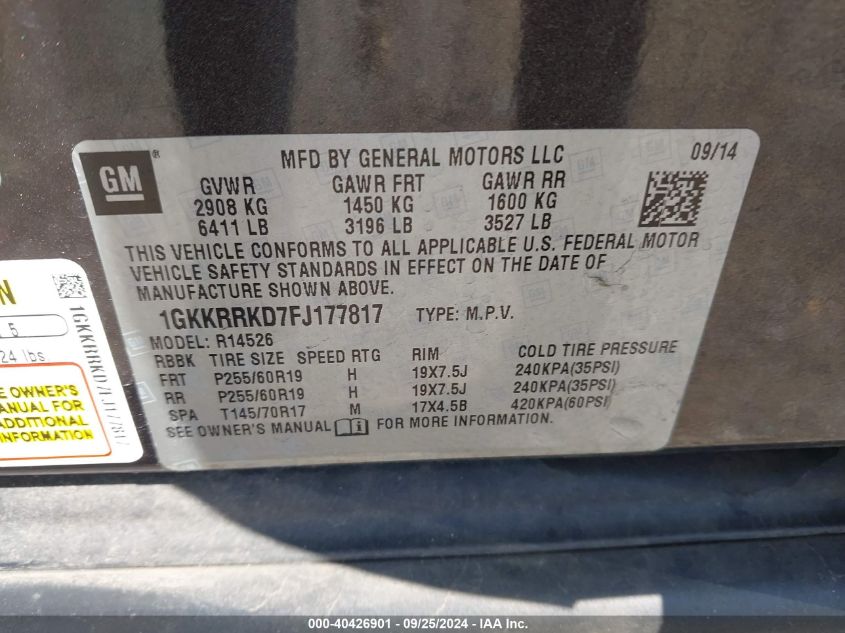 GM ®
MFD BY GENERAL MOTORS LLC
09/14
GVWR GAWR FRT GAWR RR
2908 KG 1450 KG 1600 KG
6411 LB 3196 LB 3527 LB
THIS VEHICLE CONFORMS TO ALL APPLICABLE U.S. FEDERAL MOTOR
VEHICLE SAFETY STANDARDS IN EFFECT ON THE DATE OF
MANUFACTURE SHOWN ABOVE.
1GKKRRKD7FJ177817 TYPE: M.P.V.
MODEL: R14526
RBBK TIRE SIZE SPEED RTG RIM COLD TIRE PRESSURE
FRT P255/60R19 H 19X7.5J 240KPA(35PSI)
RR P255/60R19 H 19X7.5J 240KPA(35PSI)
SPA T145/70R17 M 17X4.5B 420KPA(60PSI)
SEE OWNER'S MANUAL i FOR MORE INFORMATION.
N
5
24 lbs.
E OWNER'S
MANUAL FOR
ADDITIONAL
INFORMATION
1GKKRRKD7FJ177817
000-40426901 - 09/25/2024 - IAA Inc.